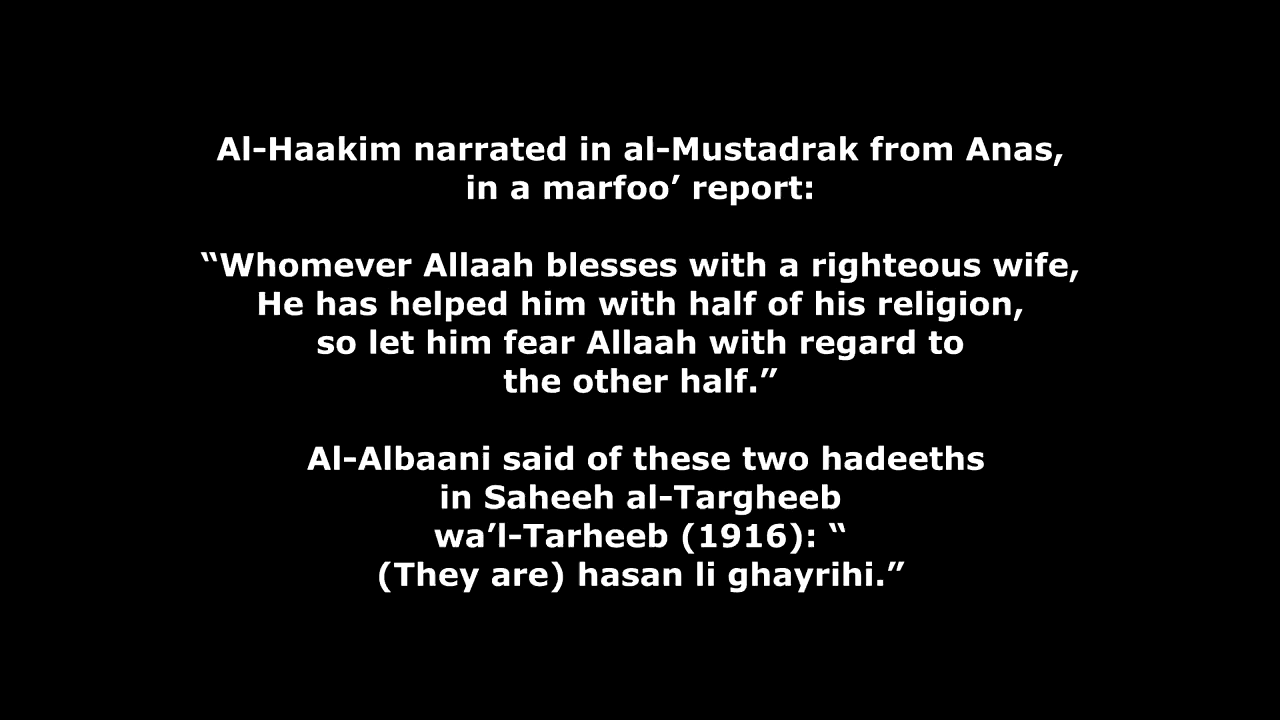 Al-Haakim narrated in al-Mustadrak from Anas,
in a marfoo’ report:
“Whomever Allaah blesses with a righteous wife,
He has helped him with half of his religion,
so let him fear Allaah with regard to
the other half.”
Al-Albaani said of these two hadeeths
in Saheeh al-Targheeb
wa’l-Tarheeb (1916): “
(They are) hasan li ghayrihi.”